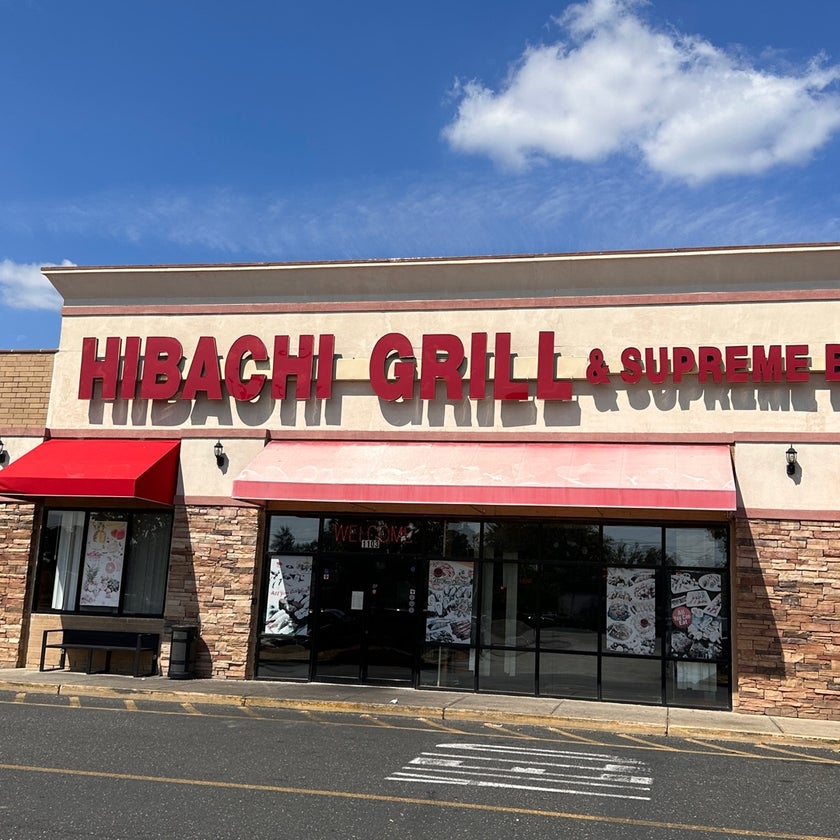 HIBACHI GRILL & SUPREME B
WELCOME
1103